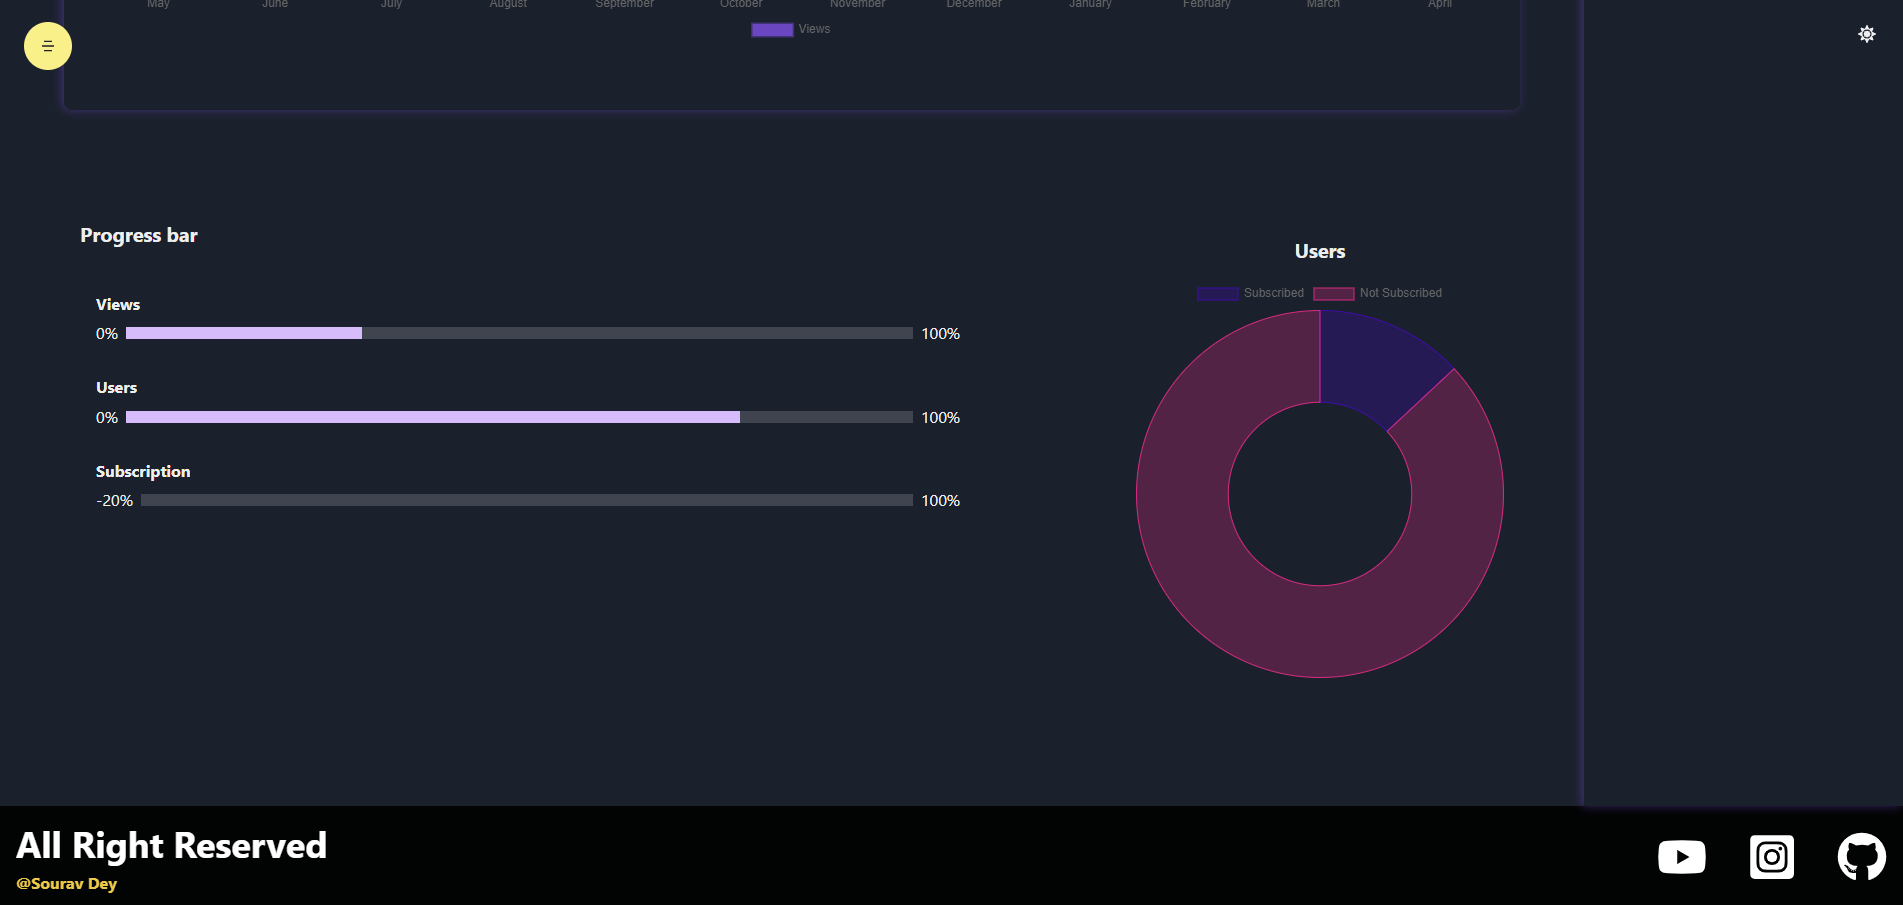 May June July August September October November December January February March April
Views
Progress bar
Views
0% 100%
Users
0% 100%
Subscription
-20% 100%
Users
Subscribed Not Subscribed
All Right Reserved
@Sourav Dey